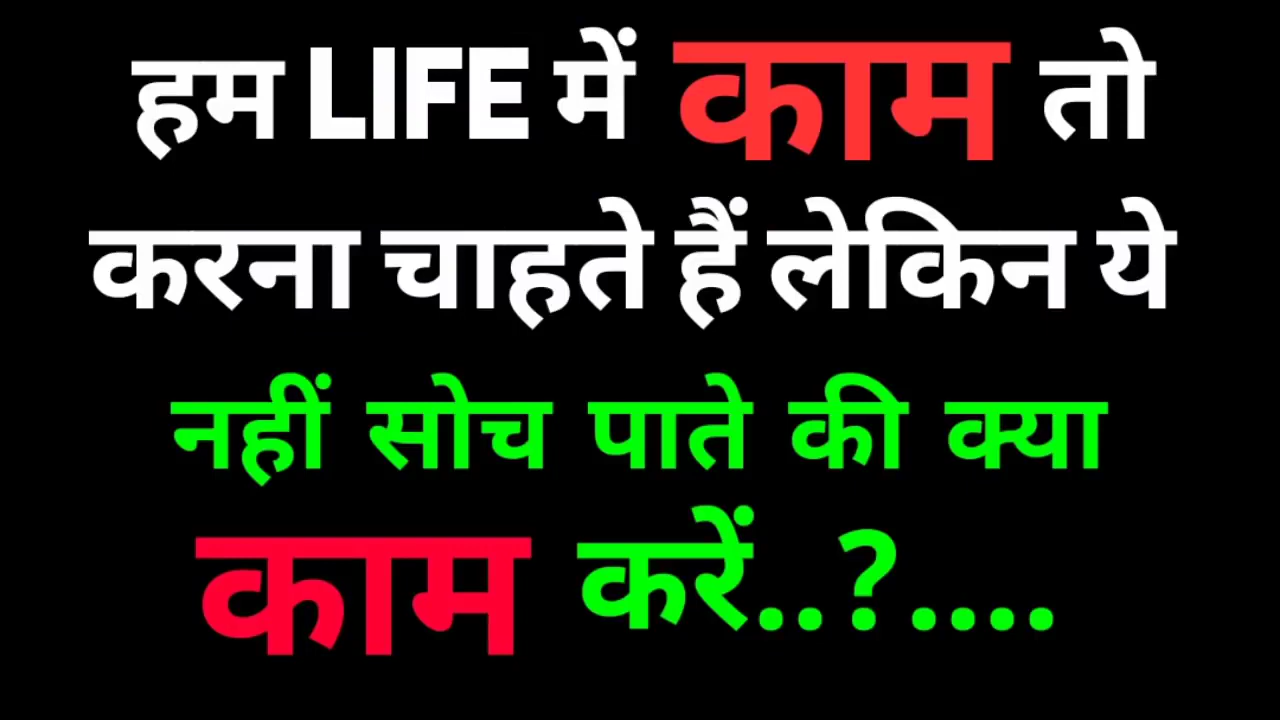 हम LIFE में काम तो
करना चाहते हैं लेकिन ये
नहीं सोच पाते की क्या
काम करें..?....